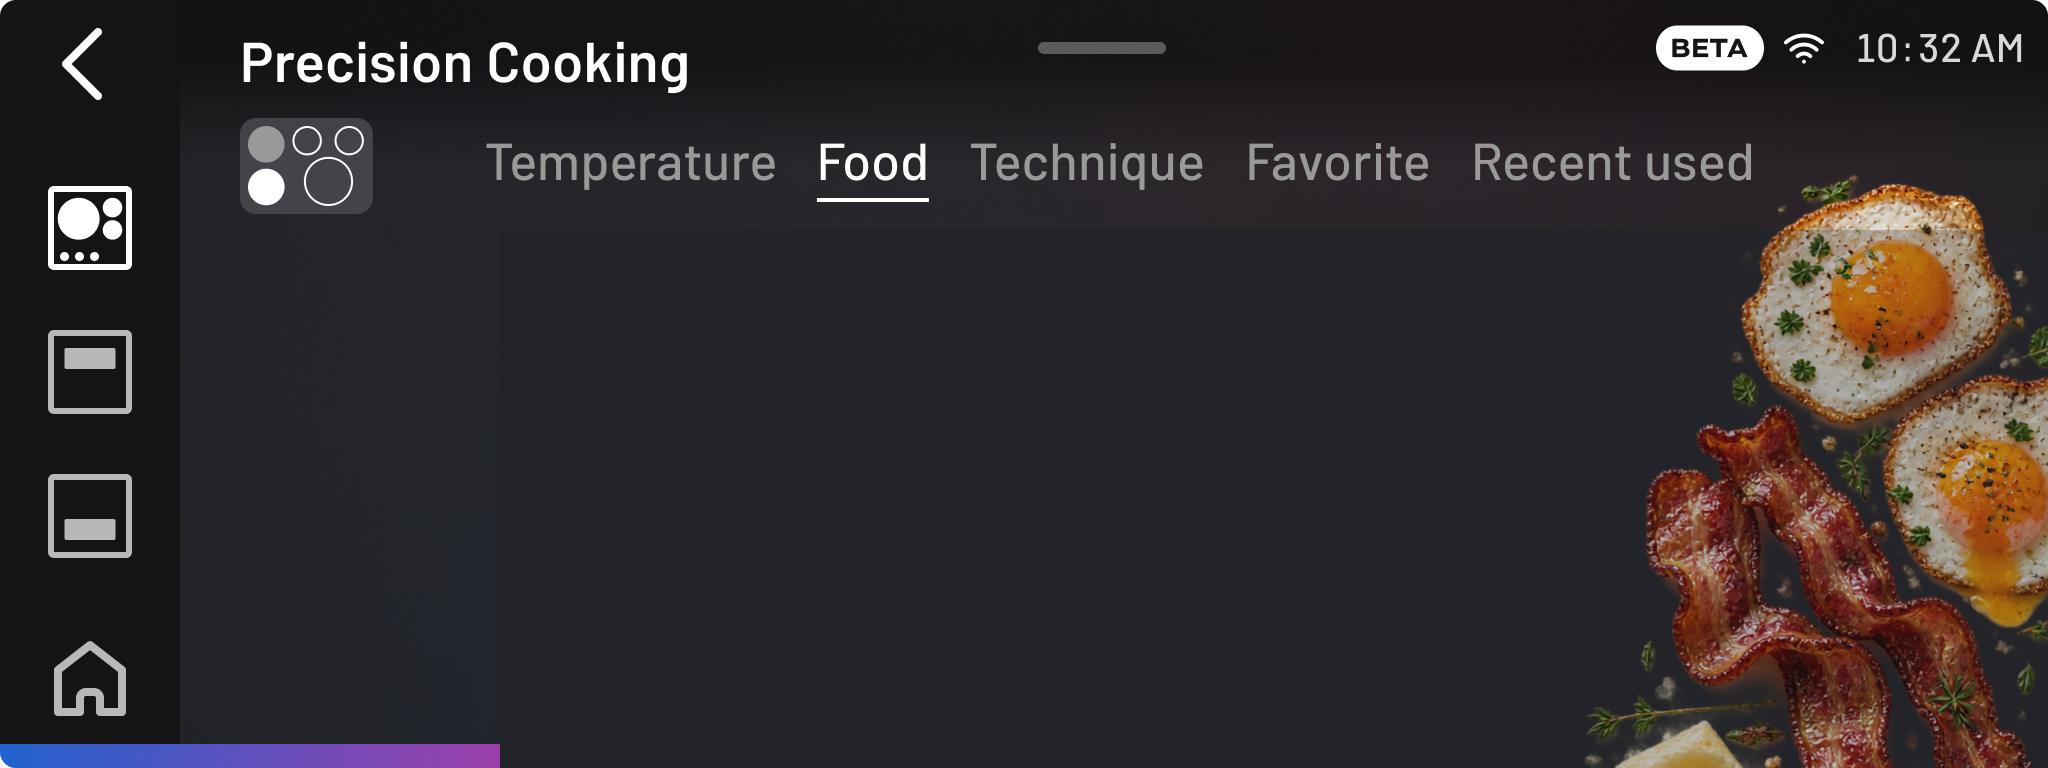 Precision Cooking
BETA
10:32 AM
Temperature Food Technique Favorite Recent used